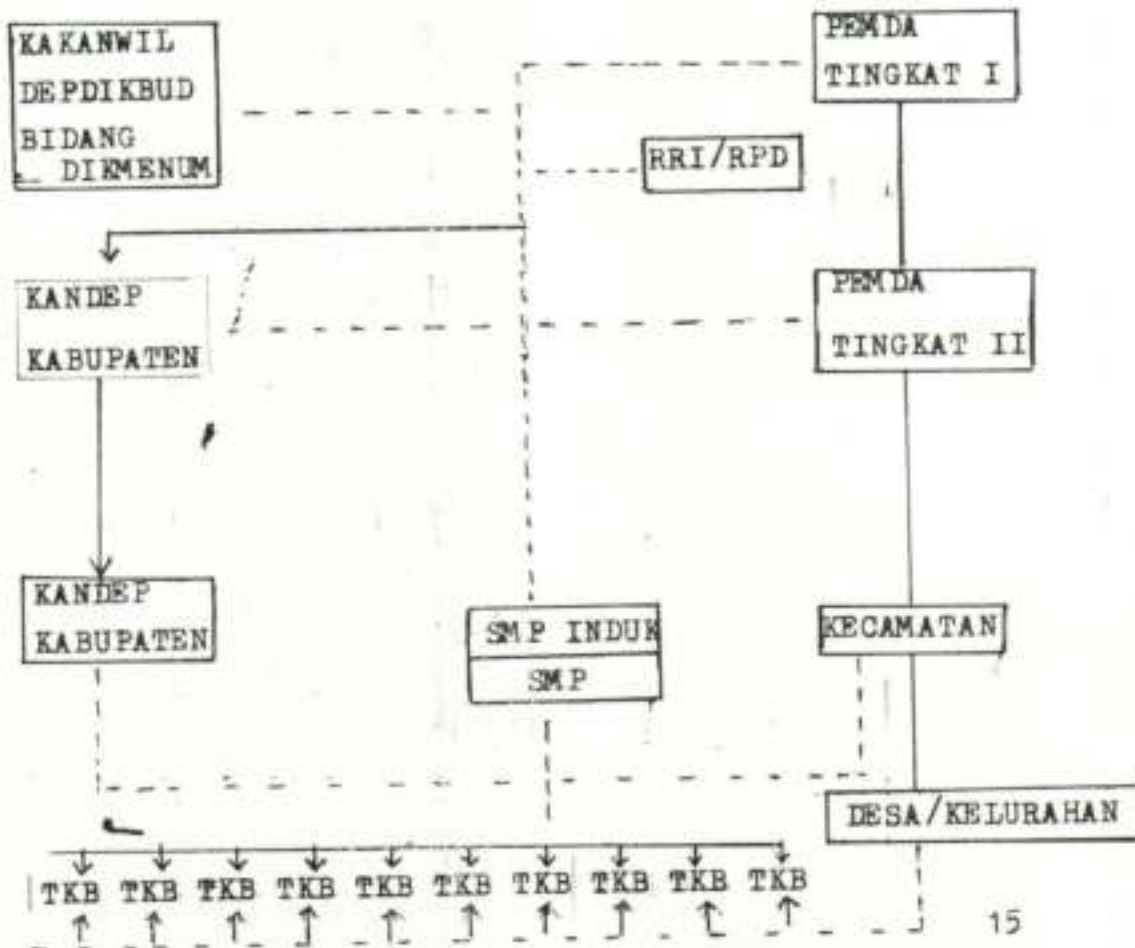 KAKANWIL
DEPDIKBUD
BIDANG
DIKMENUM
PEMDA
TINGKAT I
RRI/RPD
KANDEP
KABUPATEN
PEMDA
TINGKAT II
KANDEP
KABUPATEN
SMP INDUK
SMP
KECAMATAN
DESA/KELURAHAN
TKB TKB TKB TKB TKB TKB TKB TKB TKB TKB
15